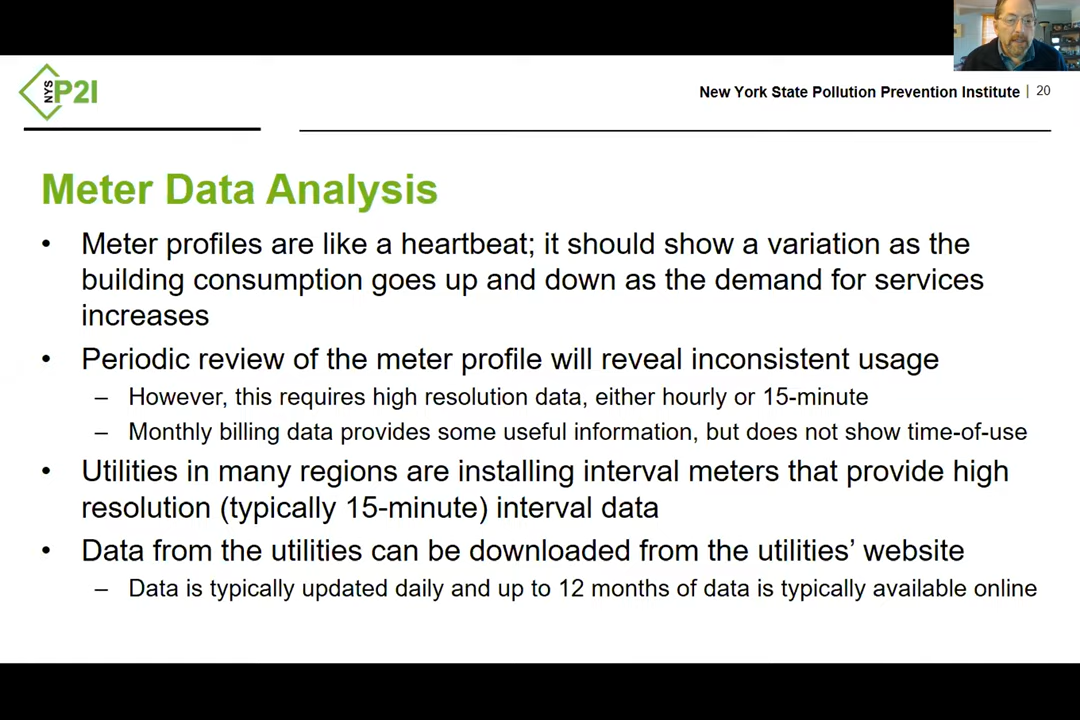 NYS P2I
New York State Pollution Prevention Institute | 20
Meter Data Analysis
• Meter profiles are like a heartbeat; it should show a variation as the
building consumption goes up and down as the demand for services
increases
• Periodic review of the meter profile will reveal inconsistent usage
– However, this requires high resolution data, either hourly or 15-minute
– Monthly billing data provides some useful information, but does not show time-of-use
• Utilities in many regions are installing interval meters that provide high
resolution (typically 15-minute) interval data
• Data from the utilities can be downloaded from the utilities’ website
– Data is typically updated daily and up to 12 months of data is typically available online